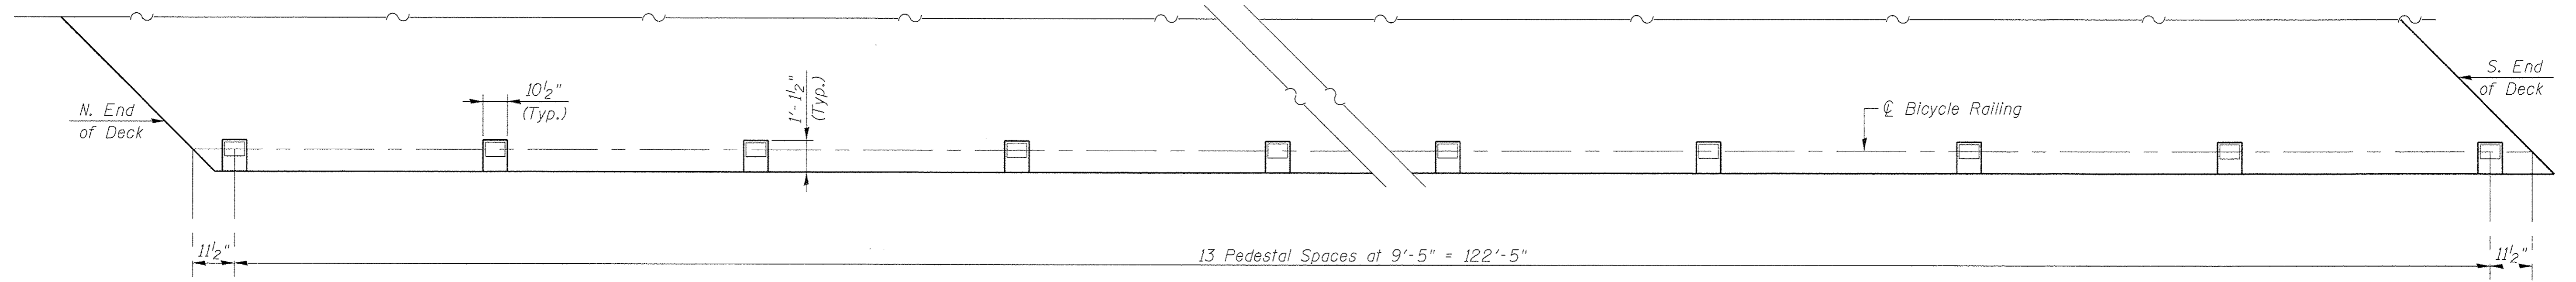 N. End
of Deck
10½"
(Typ.)
1'-1½"
(Typ.)
℄ Bicycle Railing
S. End
of Deck
11½"
13 Pedestal Spaces at 9'-5" = 122'-5"
11½"